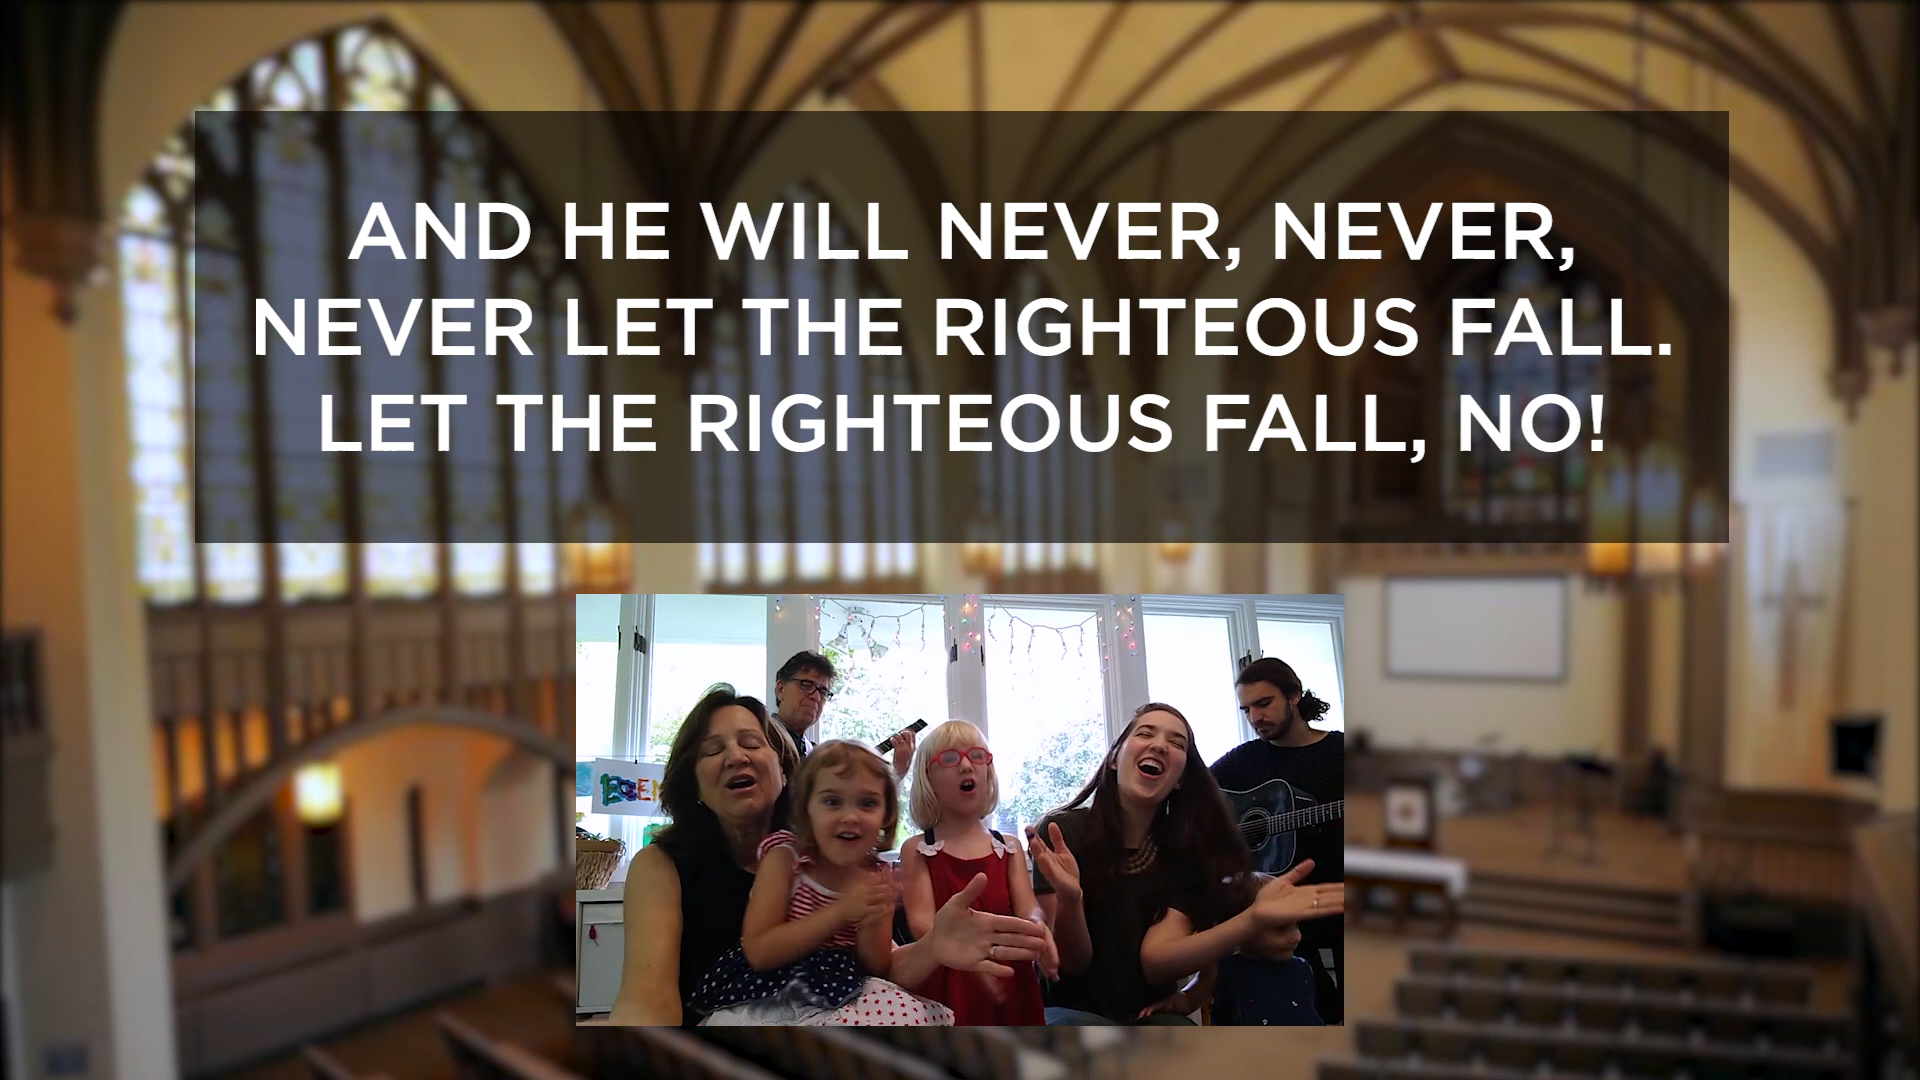 AND HE WILL NEVER, NEVER,
NEVER LET THE RIGHTEOUS FALL.
LET THE RIGHTEOUS FALL, NO!